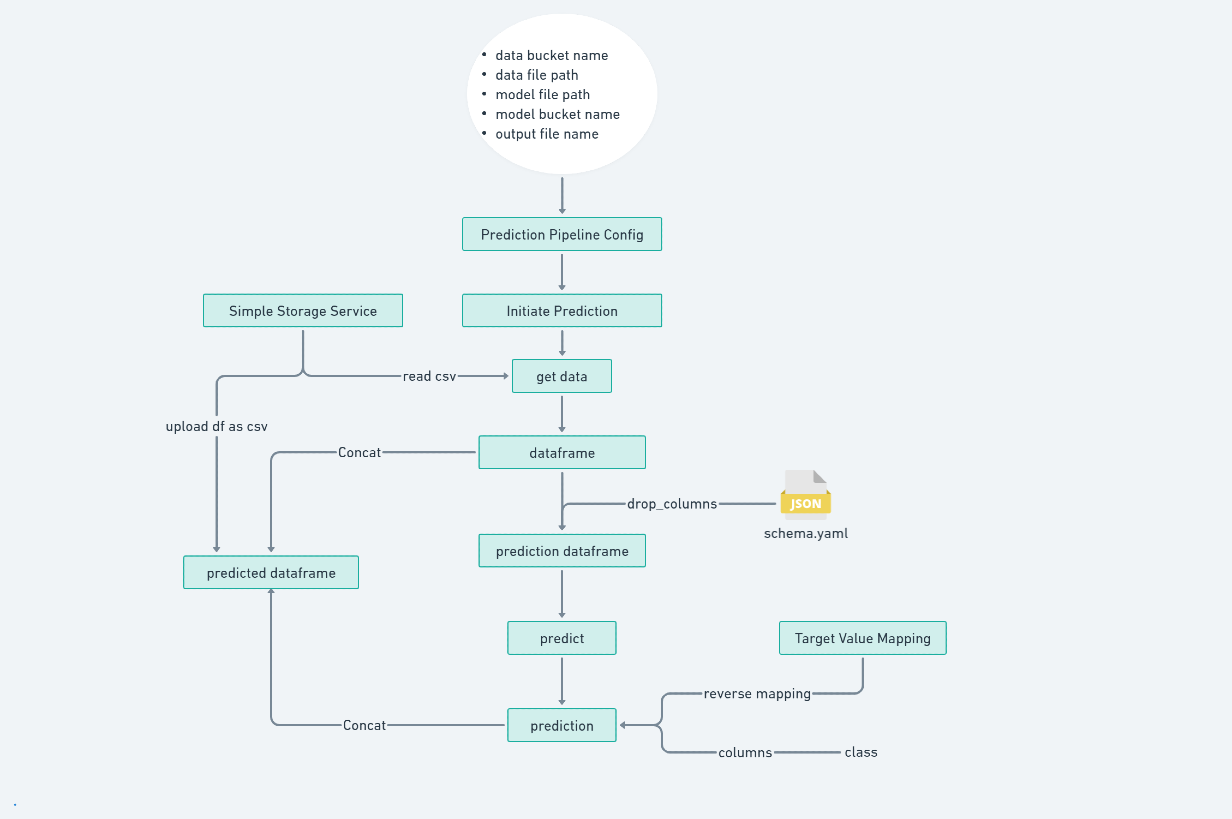 • data bucket name
• data file path
• model file path
• model bucket name
• output file name
Prediction Pipeline Config
Simple Storage Service
Initiate Prediction
read csv
get data
upload df as csv
Concat
dataframe
drop_columns
JSON
schema.yaml
prediction dataframe
predicted dataframe
predict
Target Value Mapping
reverse mapping
Concat
prediction
columns
class